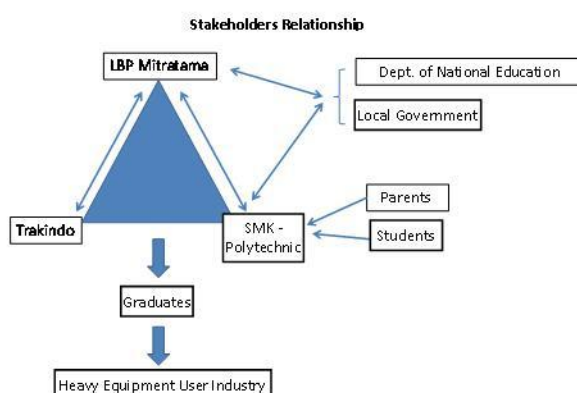 Stakeholders Relationship
LBP Mitratama
Dept. of National Education
Local Government
Trakindo
SMK -
Polytechnic
Parents
Students
Graduates
Heavy Equipment User Industry